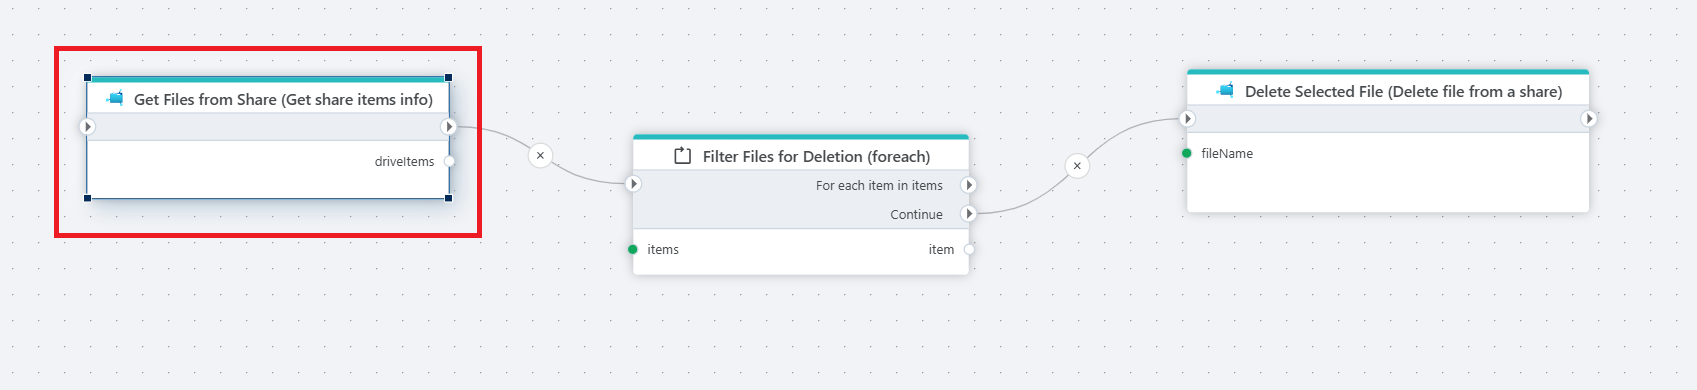 Get Files from Share (Get share items info)
driveItems
Filter Files for Deletion (foreach)
For each item in items
Continue
items
item
Delete Selected File (Delete file from a share)
fileName